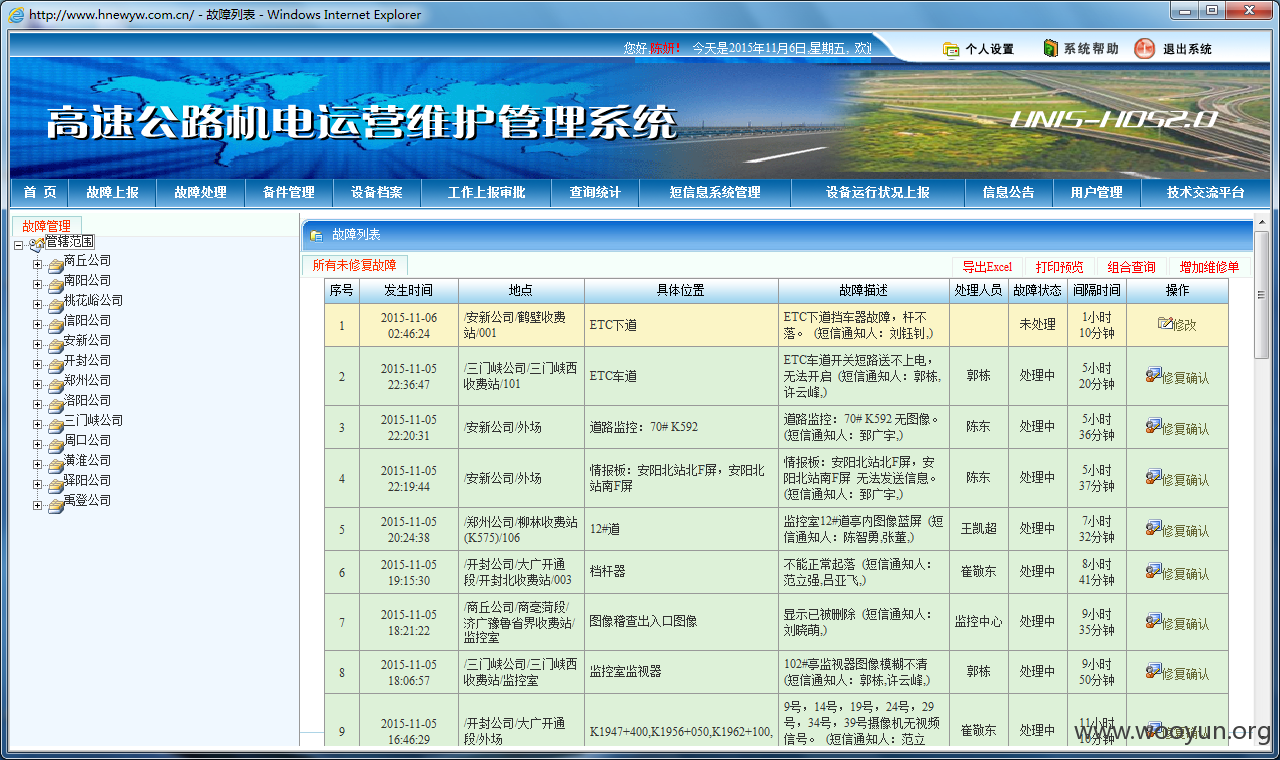 http://www.hnewyw.com.cn/ - 故障列表 - Windows Internet Explorer
您好,陈妍! 今天是2015年11月6日,星期五, 欢迎
个人设置 系统帮助 退出系统
高速公路机电运营维护管理系统
UNIS-HOS2.0
首 页 故障上报 故障处理 备件管理 设备档案 工作上报审批 查询统计 短信息系统管理 设备运行状况上报 信息公告 用户管理 技术交流平台
故障管理
管辖范围
商丘公司
南阳公司
桃花峪公司
信阳公司
安新公司
开封公司
郑州公司
洛阳公司
三门峡公司
周口公司
潢淮公司
驿阳公司
禹登公司
故障列表
所有未修复故障
导出Excel 打印预览 组合查询 增加维修单
序号 发生时间 地点 具体位置 故障描述 处理人员 故障状态 间隔时间 操作
1 2015-11-06 02:46:24 /安新公司/鹤壁收费站/001 ETC下道 ETC下道挡车器故障，杆不落。 (短信通知人：刘钰钊,) 未处理 1小时10分钟 修改
2 2015-11-05 22:36:47 /三门峡公司/三门峡西收费站/101 ETC车道 ETC车道开关短路送不上电，无法开启 (短信通知人：郭栋,许云峰,) 郭栋 处理中 5小时20分钟 修复确认
3 2015-11-05 22:20:31 /安新公司/外场 道路监控：70# K592 道路监控：70# K592 无图像。 (短信通知人：郅广宇,) 陈东 处理中 5小时36分钟 修复确认
4 2015-11-05 22:19:44 /安新公司/外场 情报板：安阳北站北F屏，安阳北站南F屏 情报板：安阳北站北F屏，安阳北站南F屏 无法发送信息。 (短信通知人：郅广宇,) 陈东 处理中 5小时37分钟 修复确认
5 2015-11-05 20:24:38 /郑州公司/柳林收费站(K575)/106 12#道 监控室12#道亭内图像蓝屏 (短信通知人：陈智勇,张董,) 王凯超 处理中 7小时32分钟 修复确认
6 2015-11-05 19:15:30 /开封公司/大广开通段/开封北收费站/003 档杆器 不能正常起落 (短信通知人：范立强,吕亚飞,) 崔敬东 处理中 8小时41分钟 修复确认
7 2015-11-05 18:21:22 /商丘公司/商亳菏段/济广豫鲁省界收费站/监控室 图像稽查出入口图像 显示已被删除 (短信通知人：刘晓萌,) 监控中心 处理中 9小时35分钟 修复确认
8 2015-11-05 18:06:57 /三门峡公司/三门峡西收费站/监控室 监控室监视器 102#亭监视器图像模糊不清 (短信通知人：郭栋,许云峰,) 郭栋 处理中 9小时50分钟 修复确认
9 2015-11-05 16:46:29 /开封公司/大广开通段/外场 K1947+400,K1956+050,K1962+100, 9号，14号，19号，24号，29号，34号，39号摄像机无视频信号。 (短信通知人：范立 崔敬东 处理中 11小时10分钟 修复确认
www.wooyun.org